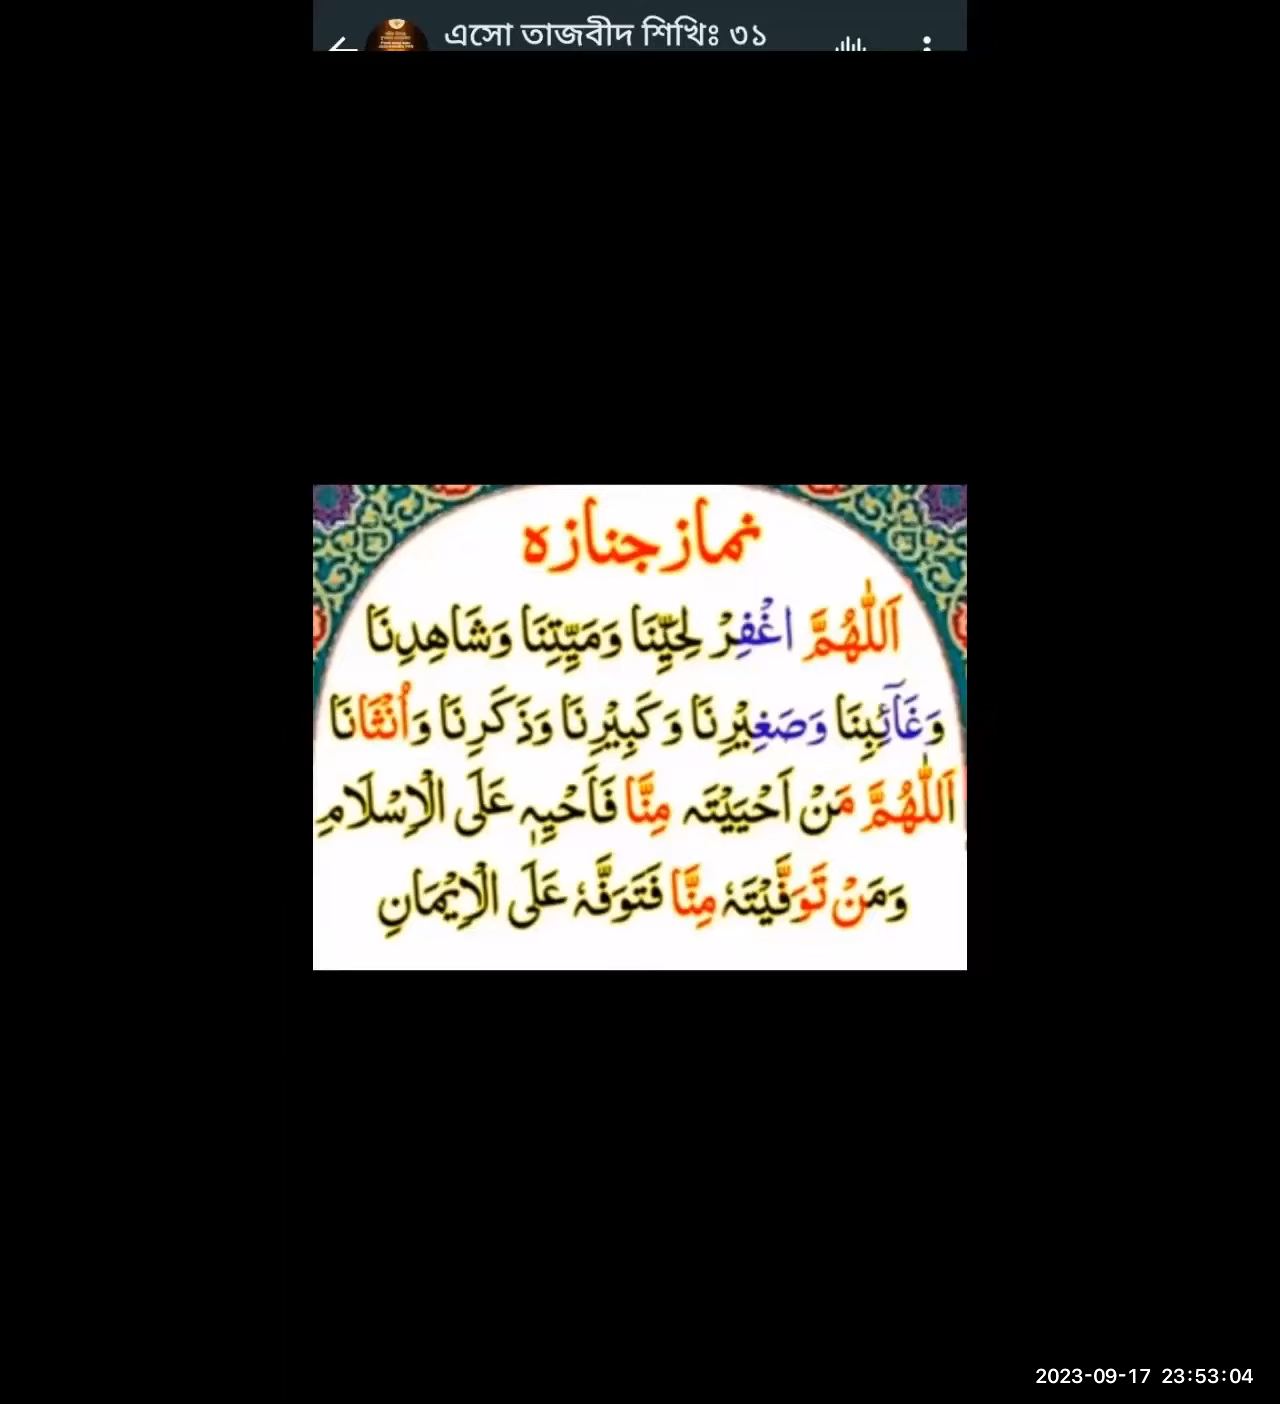 এসো তাজবীদ শিখিঃ ৩১
نماز جنازہ
اَللّٰهُمَّ اغْفِرْ لِحَيِّنَا وَمَيِّتِنَا وَشَاهِدِنَا
وَغَآئِبِنَا وَصَغِيْرِنَا وَكَبِيْرِنَا وَذَكَرِنَا وَاُنْثَانَا
اَللّٰهُمَّ مَنْ اَحْيَيْتَہ مِنَّا فَاَحْيِهٖ عَلَى الْاِسْلَامِ
وَمَنْ تَوَفَّيْتَهٗ مِنَّا فَتَوَفَّهٗ عَلَى الْاِيْمَانِ
2023-09-17 23:53:04